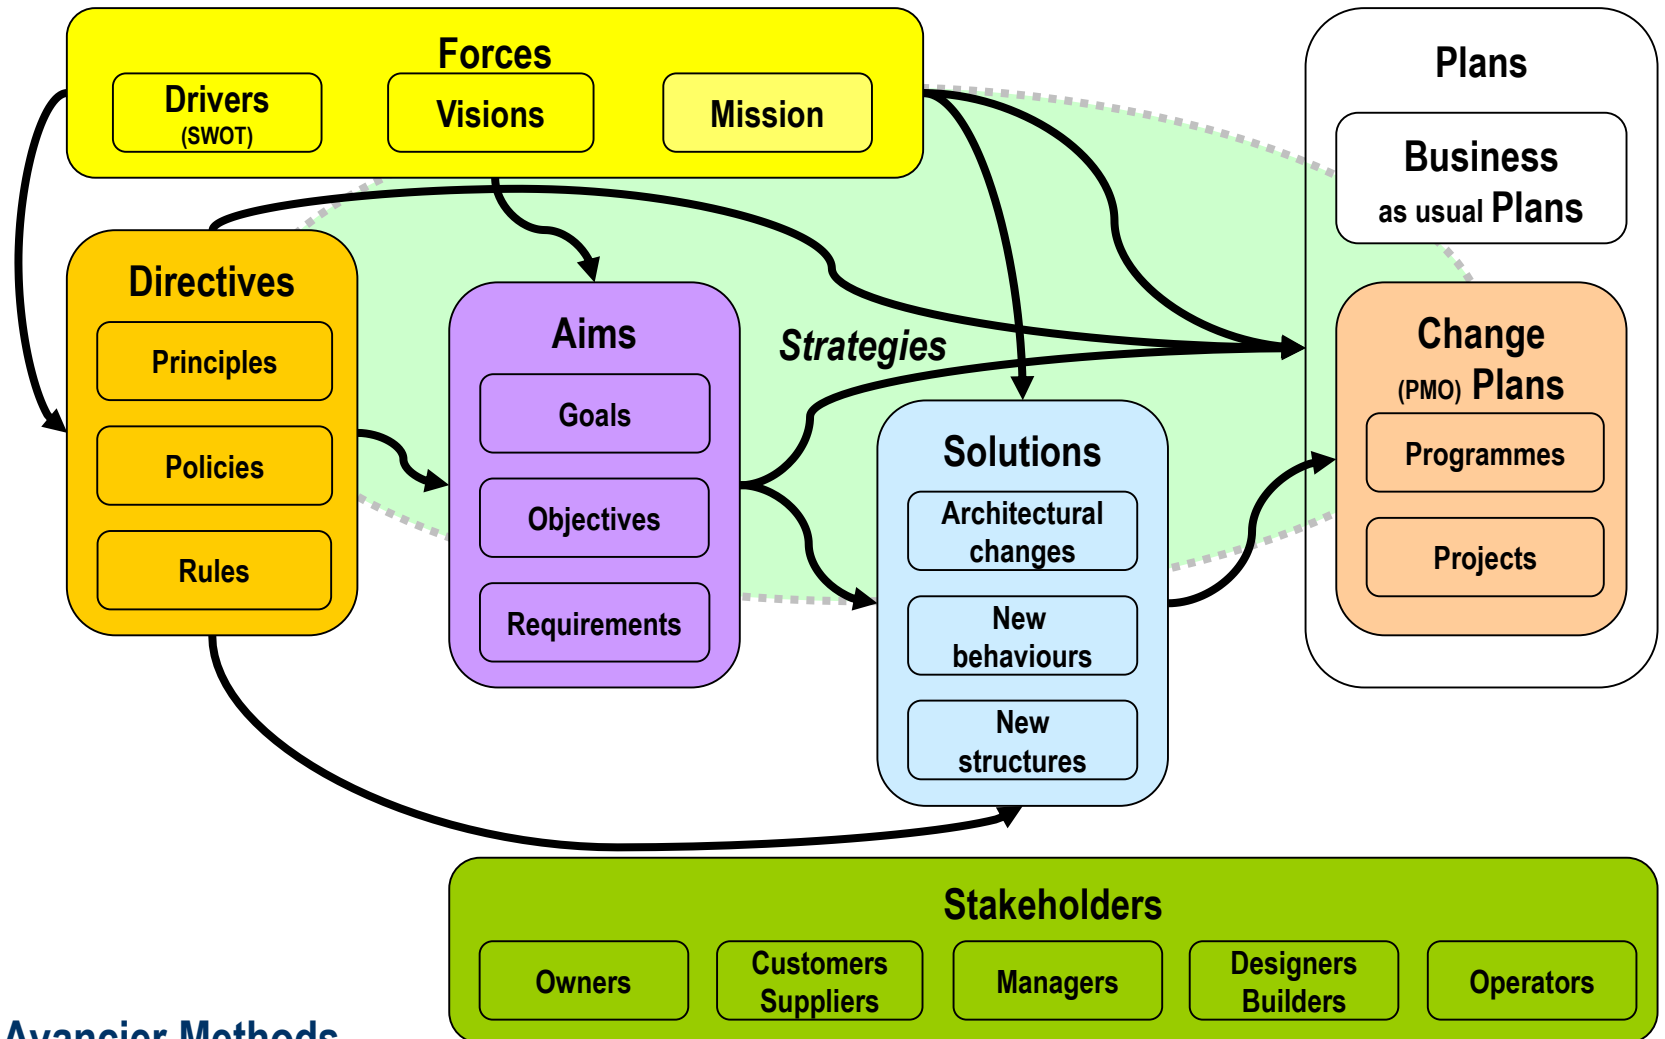 Forces
Drivers
(SWOT)
Visions
Mission
Plans
Business
as usual Plans
Directives
Principles
Policies
Rules
Aims
Goals
Objectives
Requirements
Strategies
Solutions
Architectural
changes
New
behaviours
New
structures
Change
(PMO) Plans
Programmes
Projects
Stakeholders
Owners
Customers
Suppliers
Managers
Designers
Builders
Operators
Avancier Methods